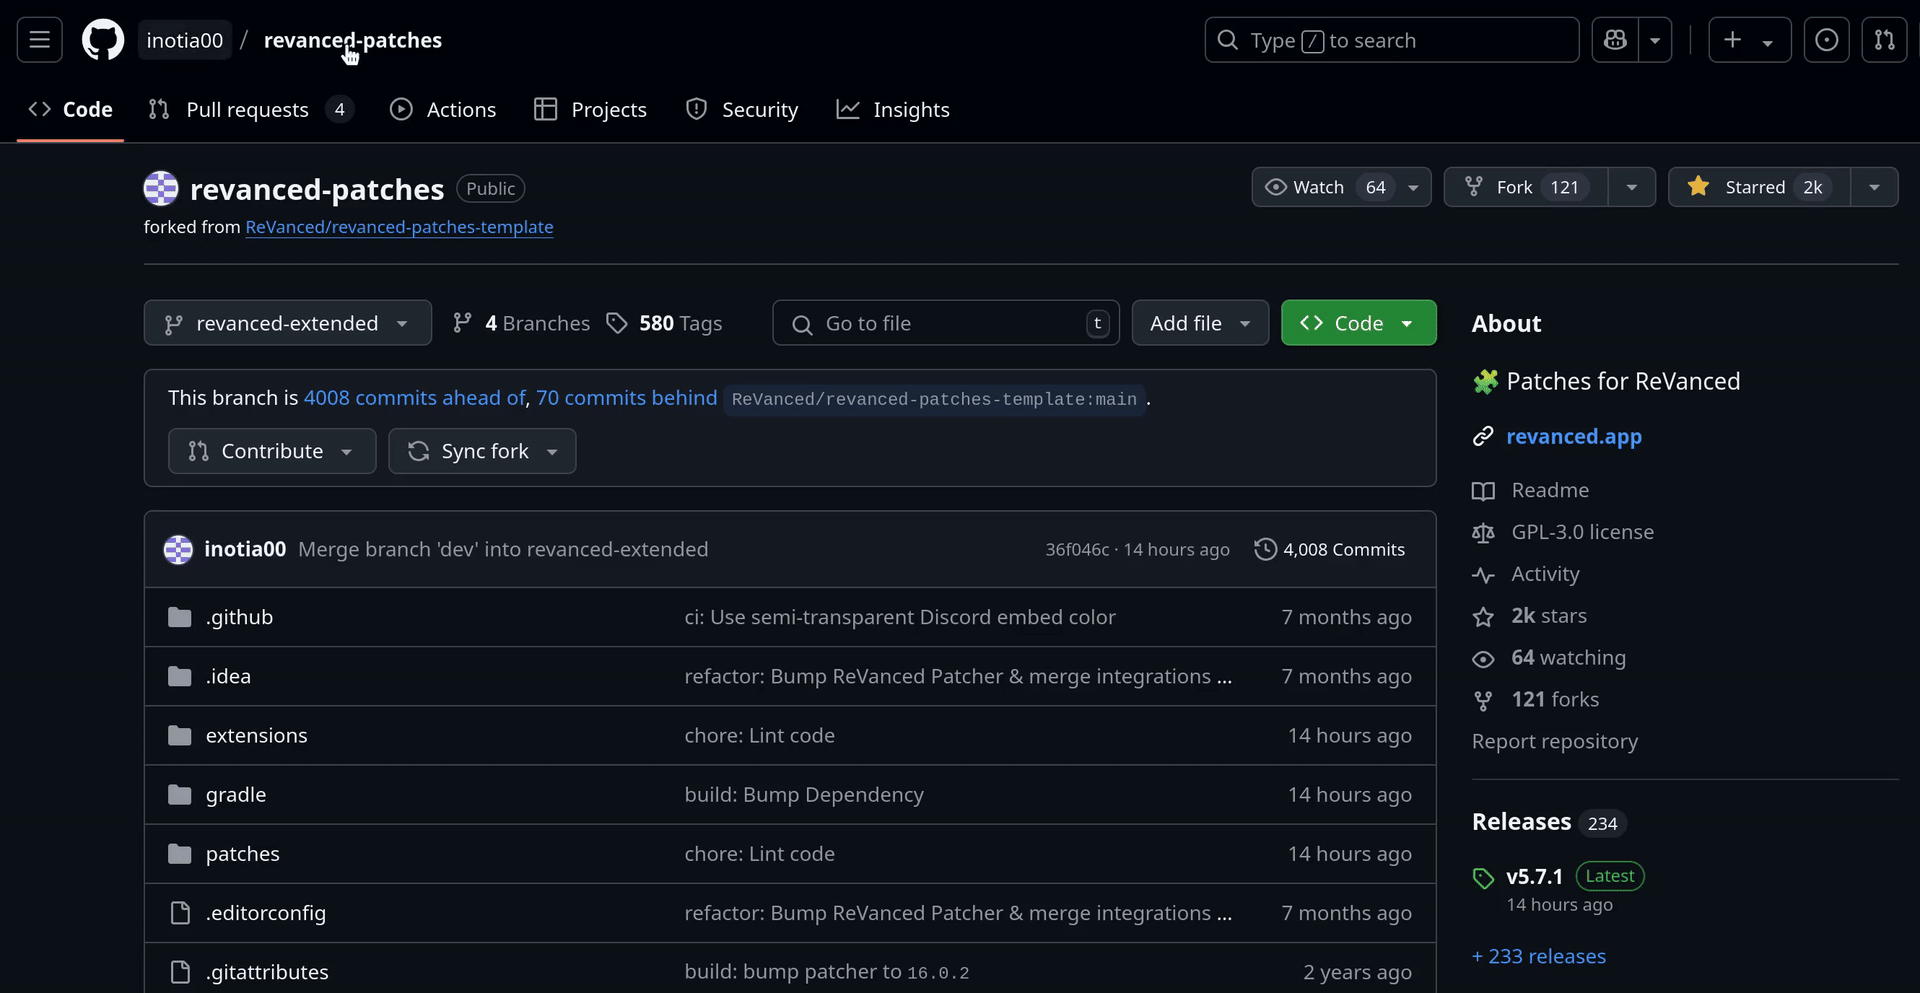 inotia00 / revanced-patches
Type / to search
Code
Pull requests 4
Actions
Projects
Security
Insights
revanced-patches Public
forked from ReVanced/revanced-patches-template
Watch 64
Fork 121
Starred 2k
revanced-extended
4 Branches
580 Tags
Go to file t
Add file
Code
This branch is 4008 commits ahead of, 70 commits behind ReVanced/revanced-patches-template:main .
Contribute
Sync fork
inotia00 Merge branch 'dev' into revanced-extended 36f046c · 14 hours ago 4,008 Commits
.github ci: Use semi-transparent Discord embed color 7 months ago
.idea refactor: Bump ReVanced Patcher & merge integrations ... 7 months ago
extensions chore: Lint code 14 hours ago
gradle build: Bump Dependency 14 hours ago
patches chore: Lint code 14 hours ago
.editorconfig refactor: Bump ReVanced Patcher & merge integrations ... 7 months ago
.gitattributes build: bump patcher to 16.0.2 2 years ago
About
Patches for ReVanced
revanced.app
Readme
GPL-3.0 license
Activity
2k stars
64 watching
121 forks
Report repository
Releases 234
v5.7.1 Latest
14 hours ago
+ 233 releases